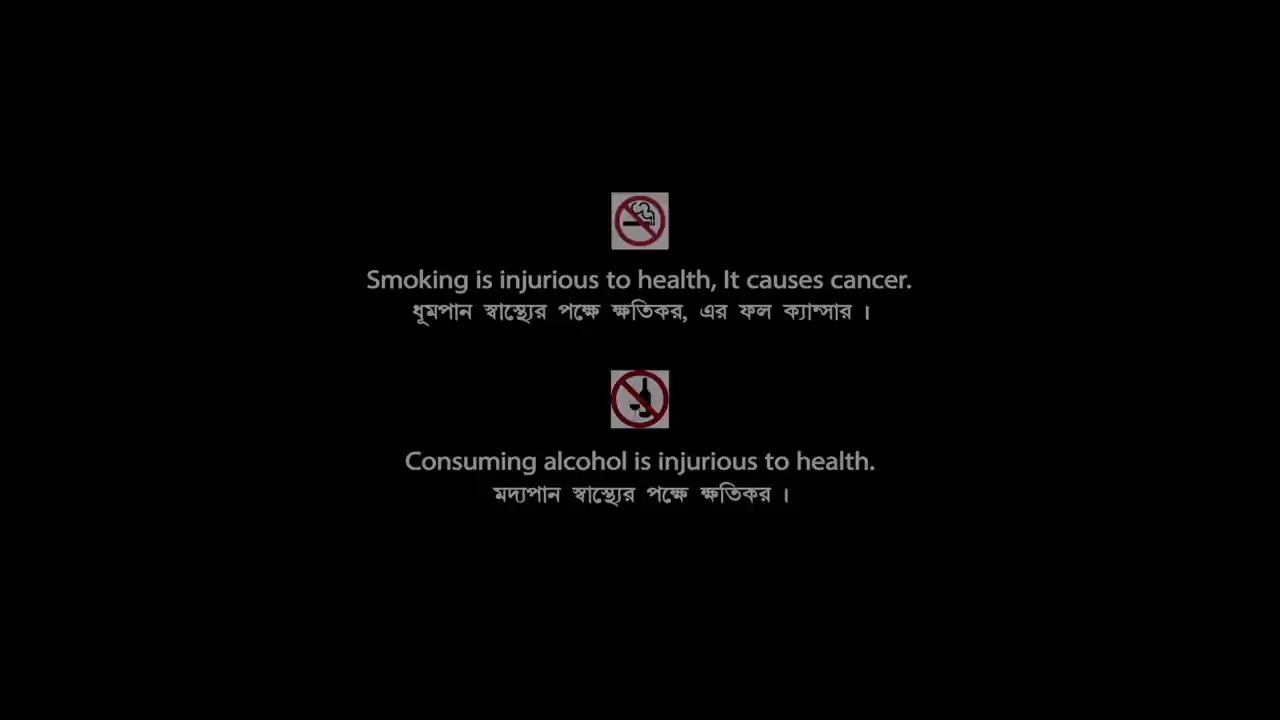 Smoking is injurious to health, It causes cancer.
ধূমপান স্বাস্থ্যের পক্ষে ক্ষতিকর, এর ফল ক্যান্সার ।
Consuming alcohol is injurious to health.
মদ্যপান স্বাস্থ্যের পক্ষে ক্ষতিকর ।